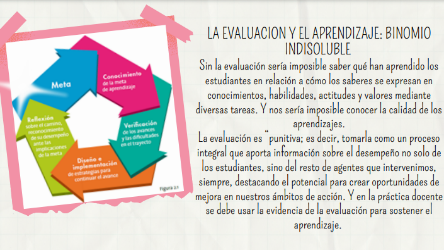 LA EVALUACION Y EL APRENDIZAJE: BINOMIO
INDISOLUBLE
Sin la evaluación sería imposible saber qué han aprendido los
estudiantes en relación a cómo los saberes se expresan en
conocimientos, habilidades, actitudes y valores mediante
diversas tareas. Y nos sería imposible conocer la calidad de los
aprendizajes.
La evaluación es ¨punitiva; es decir, tomarla como un proceso
integral que aporta información sobre el desempeño no solo de
los estudiantes, sino del resto de agentes que intervenimos,
siempre, destacando el potencial para crear oportunidades de
mejora en nuestros ámbitos de acción. Y en la práctica docente
se debe usar la evidencia de la evaluación para sostener el
aprendizaje.
Meta
Conocimiento
de la meta
de aprendizaje
Verificación
de los avances
y las dificultades
en el trayecto
Diseño e
implementación
de estrategias para
continuar el avance
Reflexión
sobre el camino,
reconocimiento
de su desempeño
ante las
implicaciones
de la meta
Figura 17